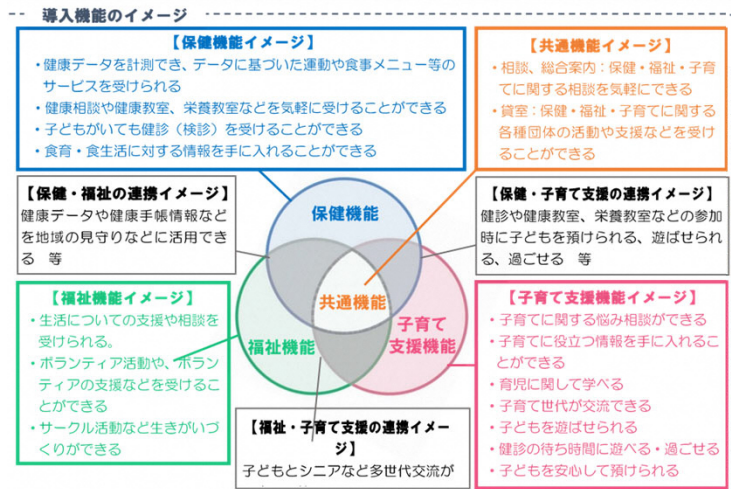 導入機能のイメージ
【保健機能イメージ】
・健康データを計測でき、データに基づいた運動や食事メニュー等の
サービスを受けられる
・健康相談や健康教室、栄養教室などを気軽に受けることができる
・子どもがいても健診（検診）を受けることができる
・食育・食生活に対する情報を手に入れることができる
【共通機能イメージ】
・相談、総合案内：保健・福祉・子育
てに関する相談を気軽にできる
・貸室：保健・福祉・子育てに関する
各種団体の活動や支援などを受け
ることができる
【保健・福祉の連携イメージ】
健康データや健康手帳情報など
を地域の見守りなどに活用でき
る　等
保健機能
共通機能
福祉機能
子育て
支援機能
【保健・子育て支援の連携イメージ】
健診や健康教室、栄養教室などの参加
時に子どもを預けられる、遊ばせられ
る、過ごせる　等
【福祉機能イメージ】
・生活についての支援や相談を
受けられる。
・ボランティア活動や、ボラン
ティアの支援などを受けるこ
とができる
・サークル活動など生きがいづ
くりができる
【福祉・子育て支援の連携イメー
ジ】
子どもとシニアなど多世代交流が
【子育て支援機能イメージ】
・子育てに関する悩み相談ができる
・子育てに役立つ情報を手に入れるこ
とができる
・育児に関して学べる
・子育て世代が交流できる
・子どもを遊ばせられる
・健診の待ち時間に遊べる・過ごせる
・子どもを安心して預けられる